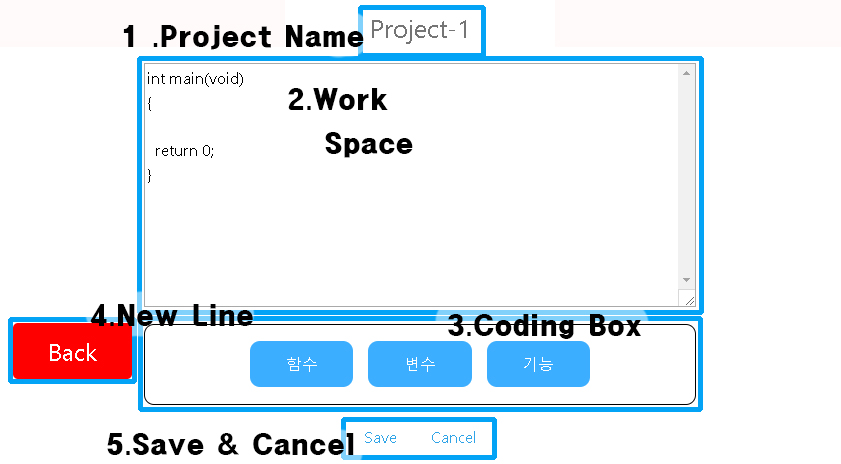 1 .Project Name
Project-1
int main(void)
{
2.Work
Space
return 0;
}
4.New Line
3.Coding Box
Back
함수
변수
기능
5.Save & Cancel
Save
Cancel